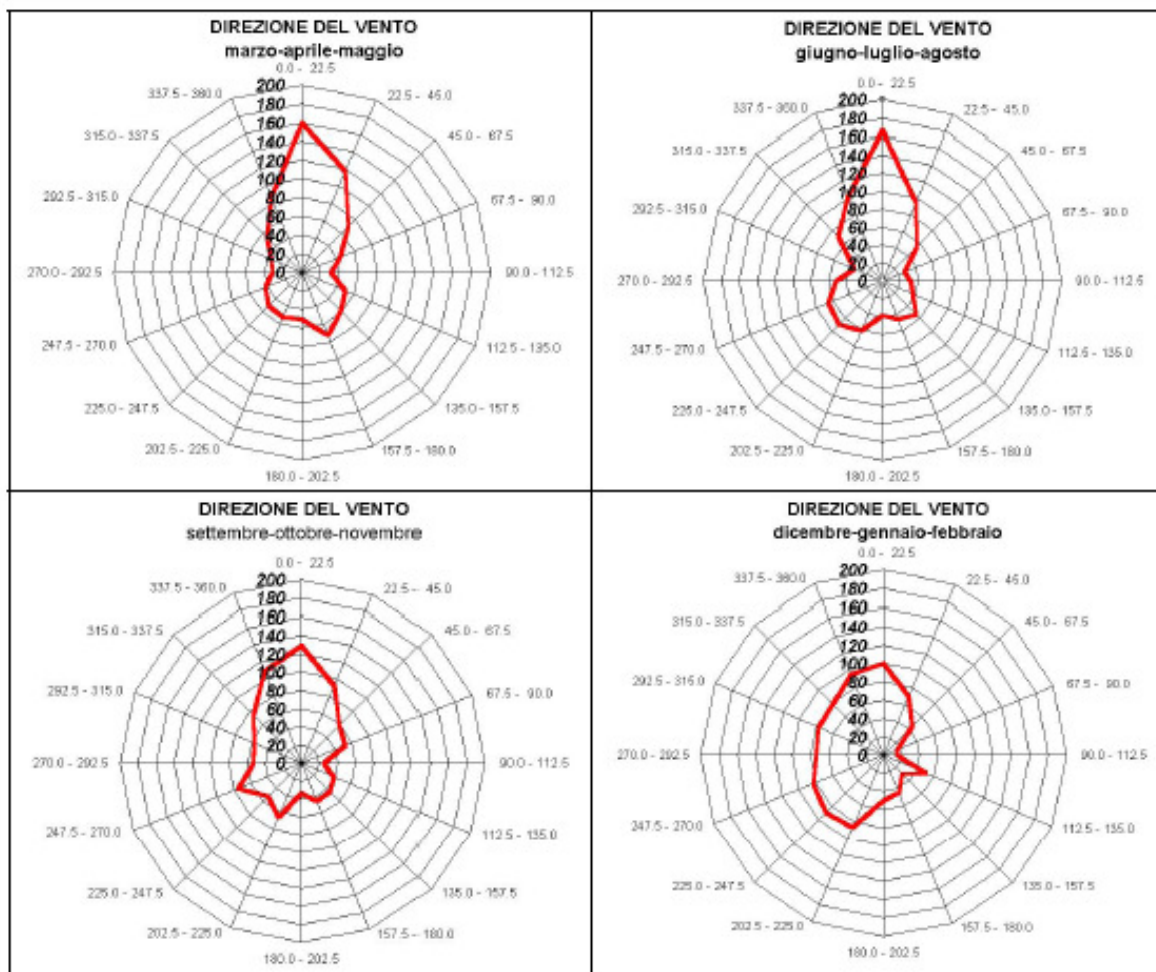 DIREZIONE DEL VENTO
marzo-aprile-maggio
0.0 - 22.5
337.5 - 360.0
22.5 - 45.0
315.0 - 337.5
45.0 - 67.5
292.5 - 315.0
67.5 - 90.0
270.0 - 292.5
90.0 - 112.5
247.5 - 270.0
112.5 - 135.0
225.0 - 247.5
135.0 - 157.5
202.5 - 225.0
157.5 - 180.0
180.0 - 202.5
200
180
160
140
120
100
80
60
40
20
0
DIREZIONE DEL VENTO
giugno-luglio-agosto
0.0 - 22.5
337.5 - 360.0
22.5 - 45.0
315.0 - 337.5
45.0 - 67.5
292.5 - 315.0
67.5 - 90.0
270.0 - 292.5
90.0 - 112.5
247.5 - 270.0
112.5 - 135.0
225.0 - 247.5
135.0 - 157.5
202.5 - 225.0
157.5 - 180.0
180.0 - 202.5
200
180
160
140
120
100
80
60
40
20
0
DIREZIONE DEL VENTO
settembre-ottobre-novembre
0.0 - 22.5
337.5 - 360.0
22.5 - 45.0
315.0 - 337.5
45.0 - 67.5
292.5 - 315.0
67.5 - 90.0
270.0 - 292.5
90.0 - 112.5
247.5 - 270.0
112.5 - 135.0
225.0 - 247.5
135.0 - 157.5
202.5 - 225.0
157.5 - 180.0
180.0 - 202.5
200
180
160
140
120
100
80
60
40
20
0
DIREZIONE DEL VENTO
dicembre-gennaio-febbraio
0.0 - 22.5
337.5 - 360.0
22.5 - 45.0
315.0 - 337.5
45.0 - 67.5
292.5 - 315.0
67.5 - 90.0
270.0 - 292.5
90.0 - 112.5
247.5 - 270.0
112.5 - 135.0
225.0 - 247.5
135.0 - 157.5
202.5 - 225.0
157.5 - 180.0
180.0 - 202.5
200
180
160
140
120
100
80
60
40
20
0